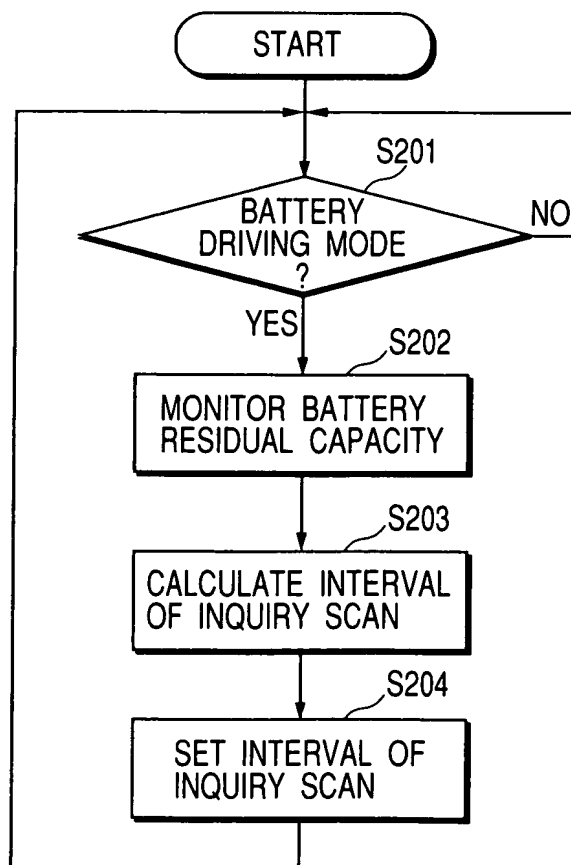 START
S201
BATTERY
DRIVING MODE
?
NO
YES
S202
MONITOR BATTERY
RESIDUAL CAPACITY
S203
CALCULATE INTERVAL
OF INQUIRY SCAN
S204
SET INTERVAL OF
INQUIRY SCAN